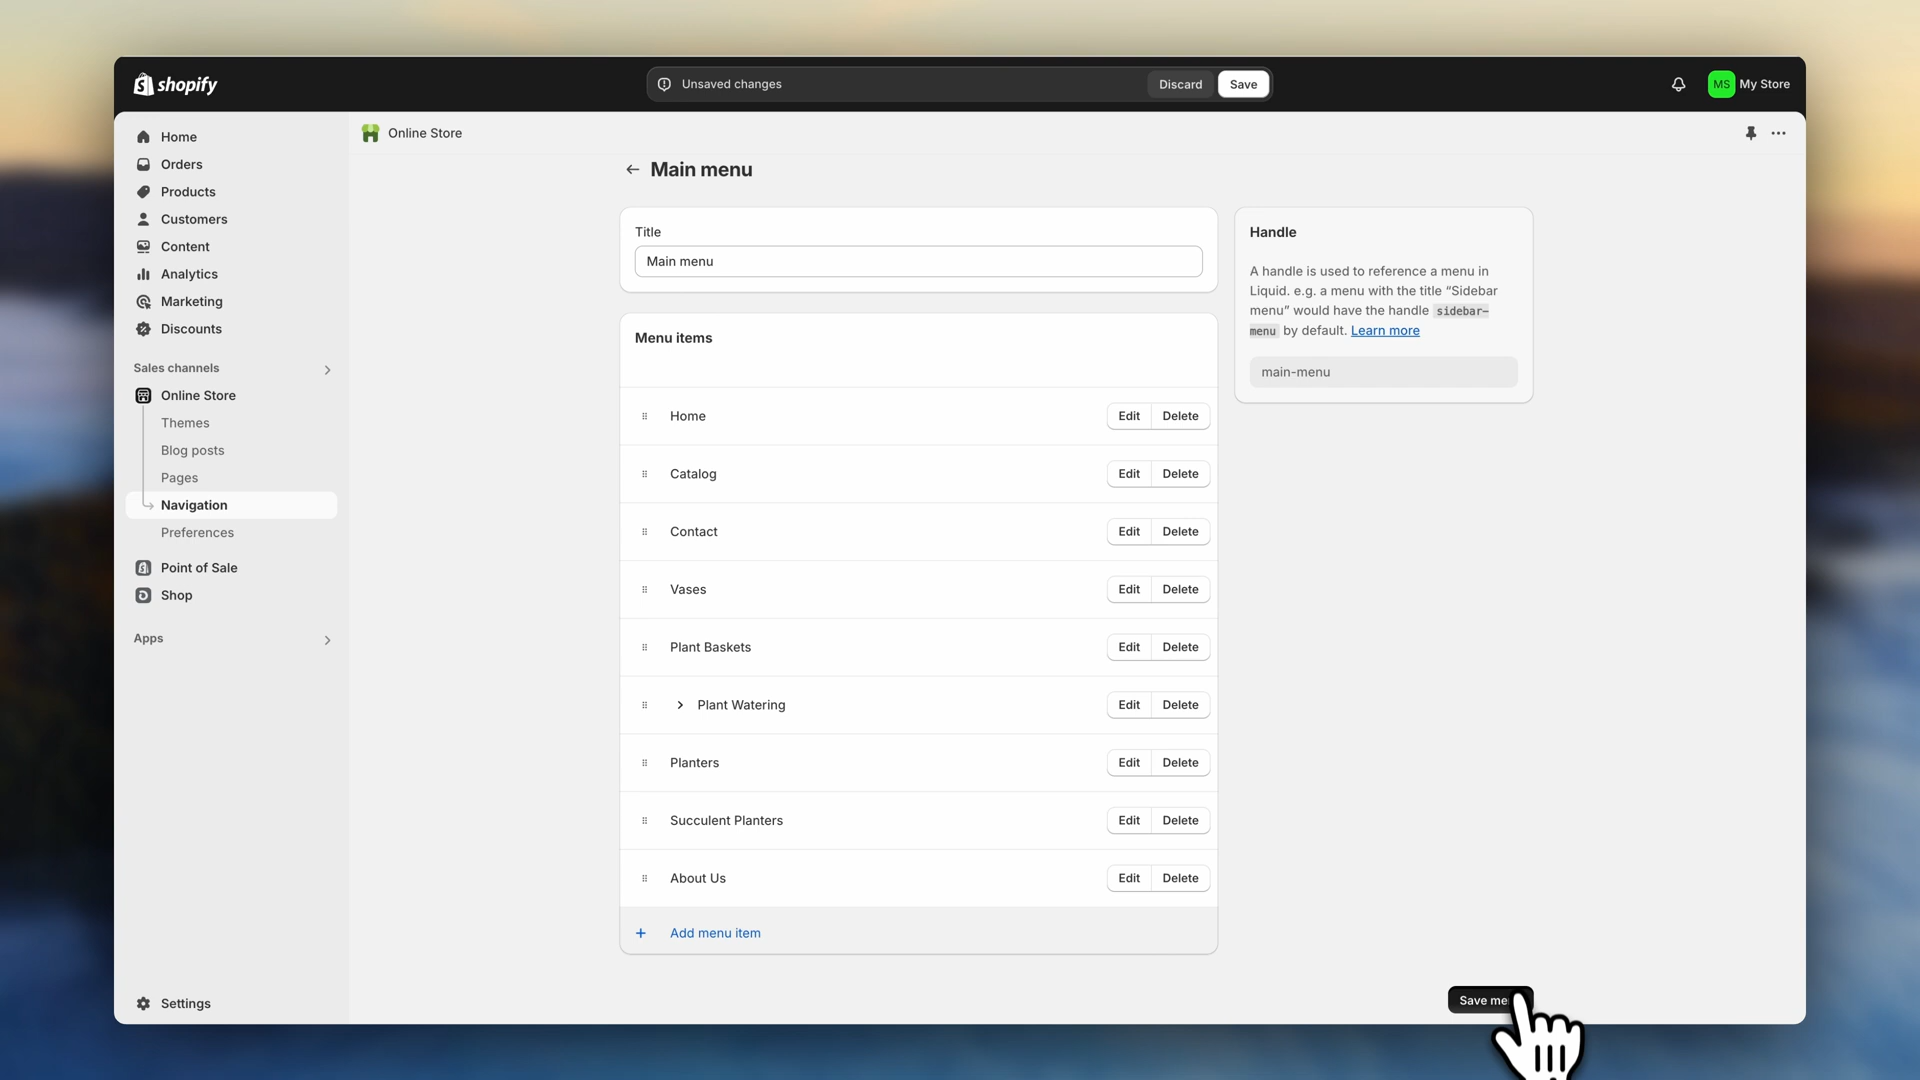 shopify
Unsaved changes
Discard
Save
MS
My Store
Home
Orders
Products
Customers
Content
Analytics
Marketing
Discounts
Sales channels
Online Store
Themes
Blog posts
Pages
Navigation
Preferences
Point of Sale
Shop
Apps
Settings
Online Store
Main menu
Title
Main menu
Menu items
Home
Edit
Delete
Catalog
Edit
Delete
Contact
Edit
Delete
Vases
Edit
Delete
Plant Baskets
Edit
Delete
Plant Watering
Edit
Delete
Planters
Edit
Delete
Succulent Planters
Edit
Delete
About Us
Edit
Delete
Add menu item
Handle
A handle is used to reference a menu in
Liquid. e.g. a menu with the title “Sidebar
menu” would have the handle sidebar-
menu by default. Learn more
main-menu
Save